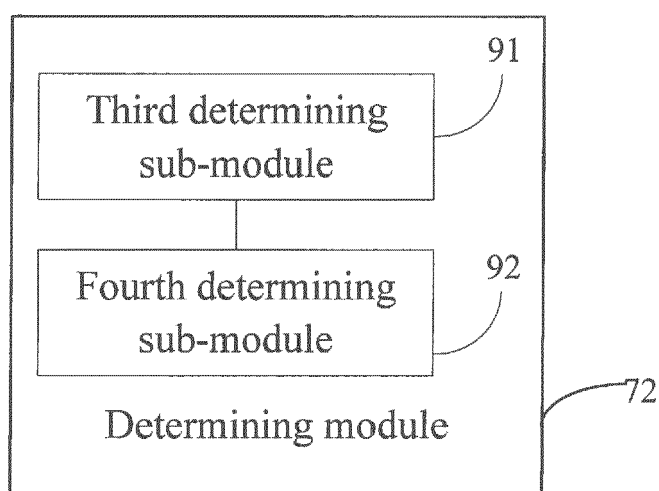 91
Third determining
sub-module
92
Fourth determining
sub-module
72
Determining module